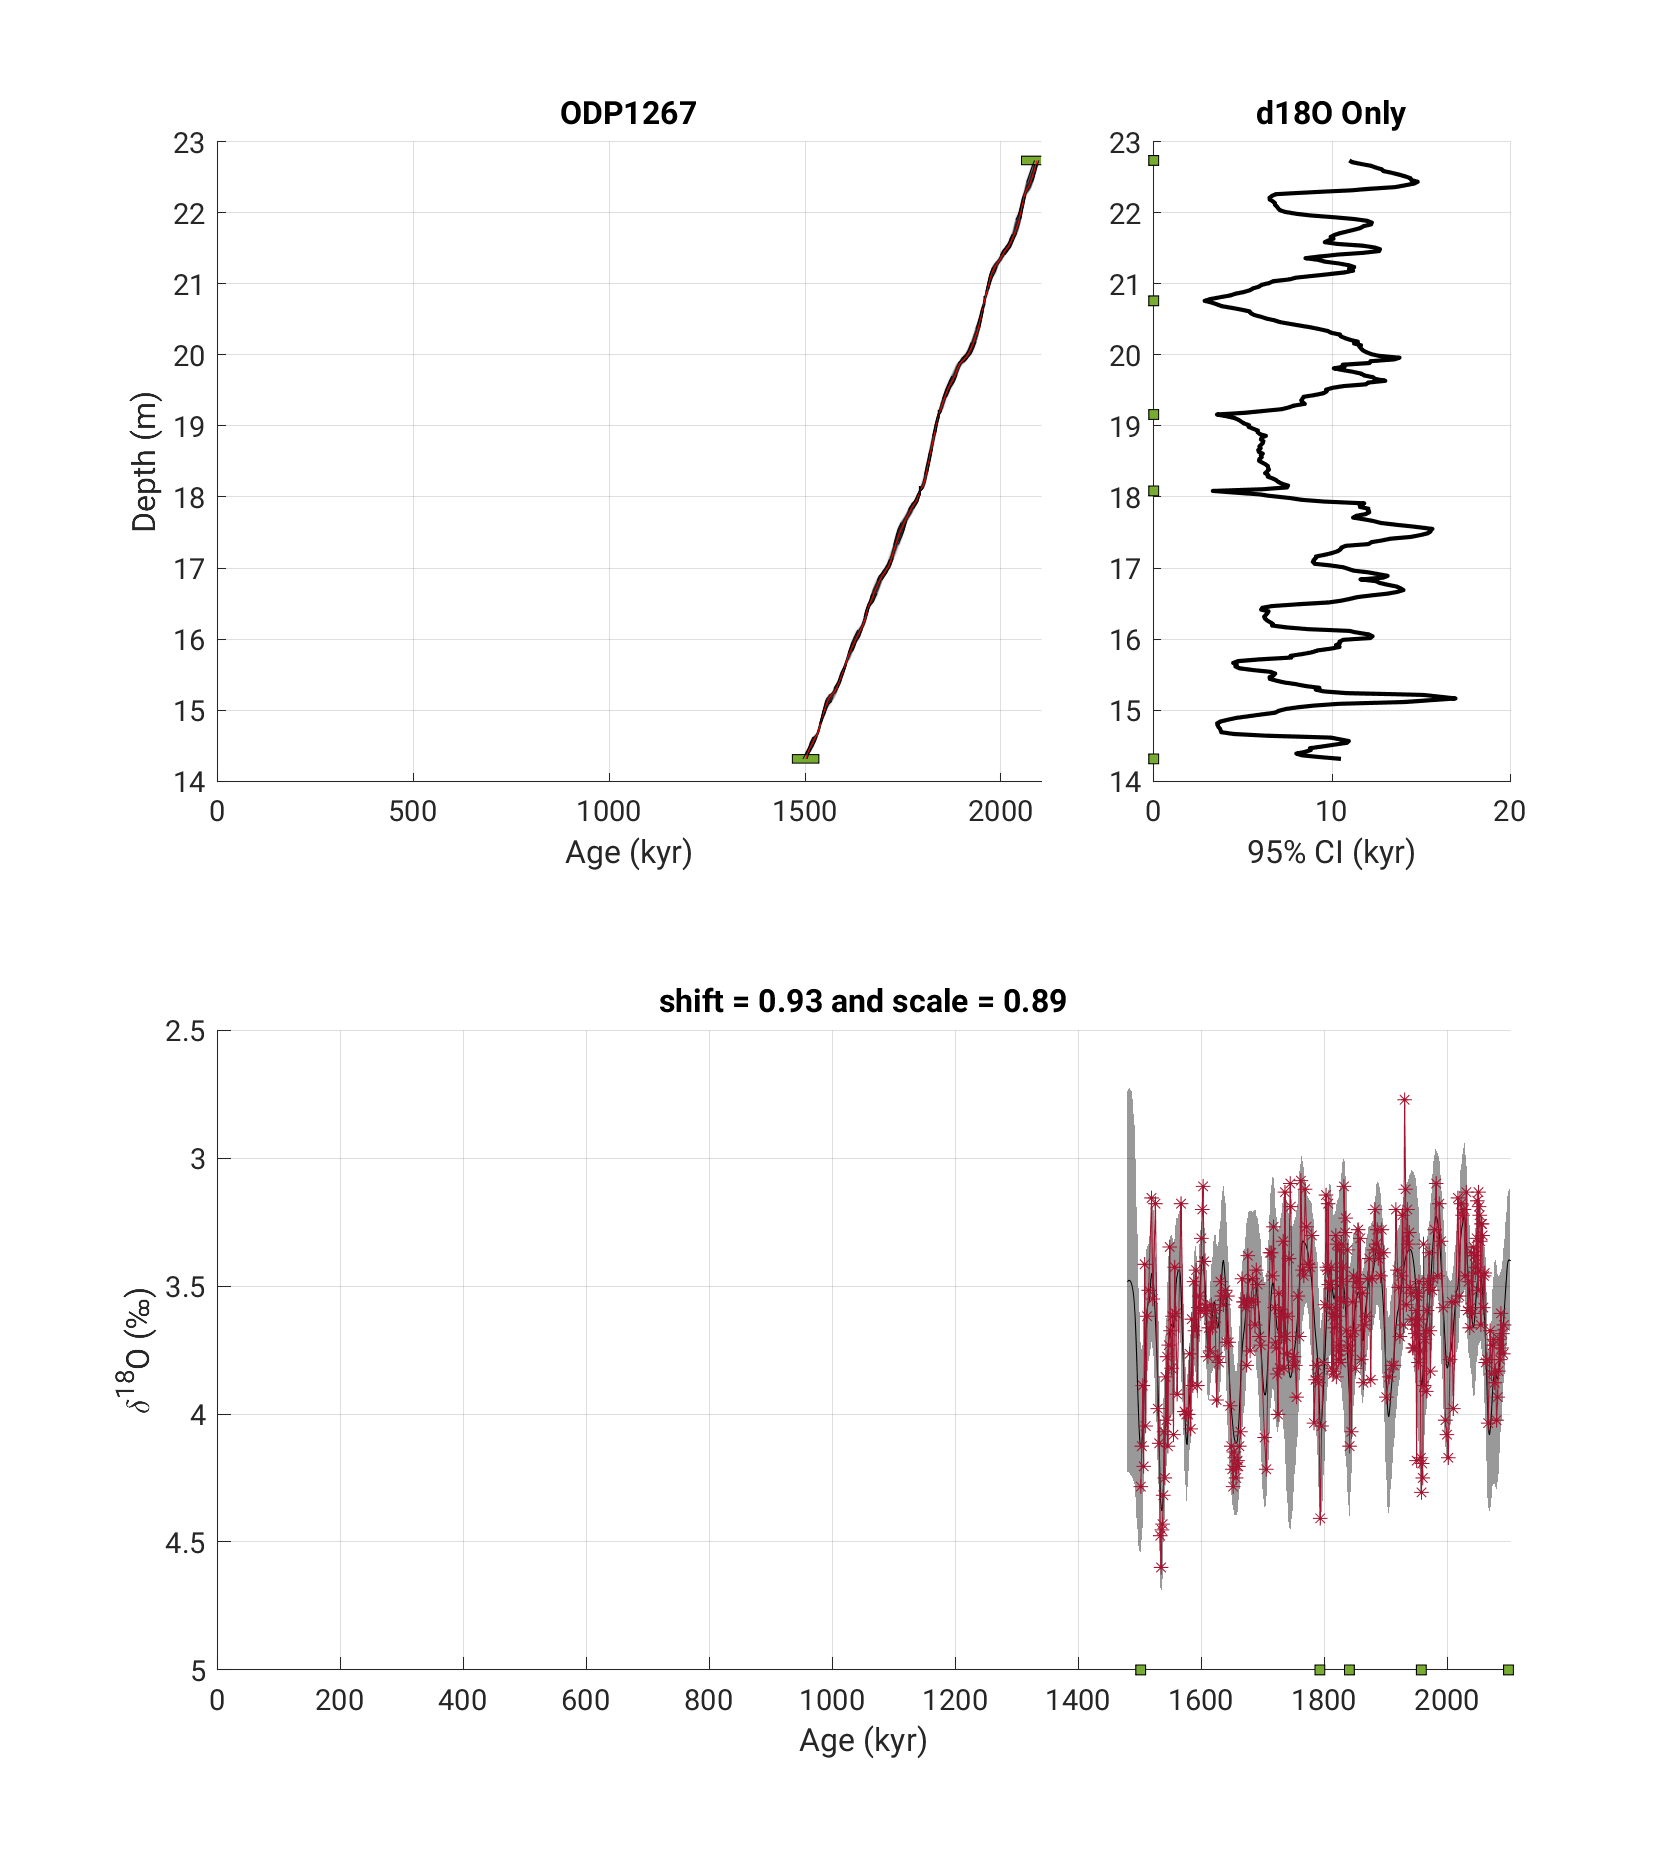 ODP1267
d18O Only
23
22
21
20
19
18
17
16
15
14
Depth (m)
0 500 1000 1500 2000
Age (kyr)
23
22
21
20
19
18
17
16
15
14
0 10 20
95% CI (kyr)
shift = 0.93 and scale = 0.89
2.5
3
3.5
4
4.5
5
δ18O (‰)
0 200 400 600 800 1000 1200 1400 1600 1800 2000
Age (kyr)